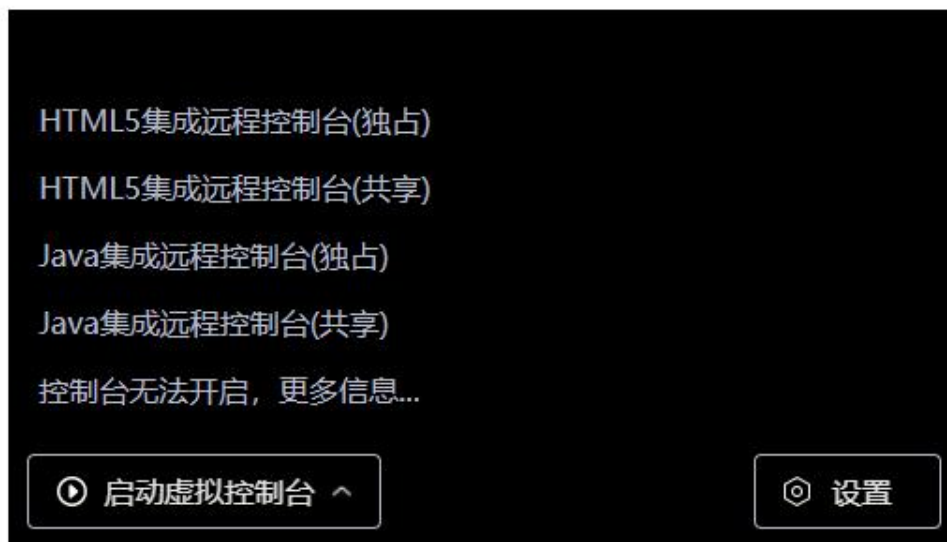 HTML5集成远程控制台(独占)
HTML5集成远程控制台(共享)
Java集成远程控制台(独占)
Java集成远程控制台(共享)
控制台无法开启，更多信息...
启动虚拟控制台
设置